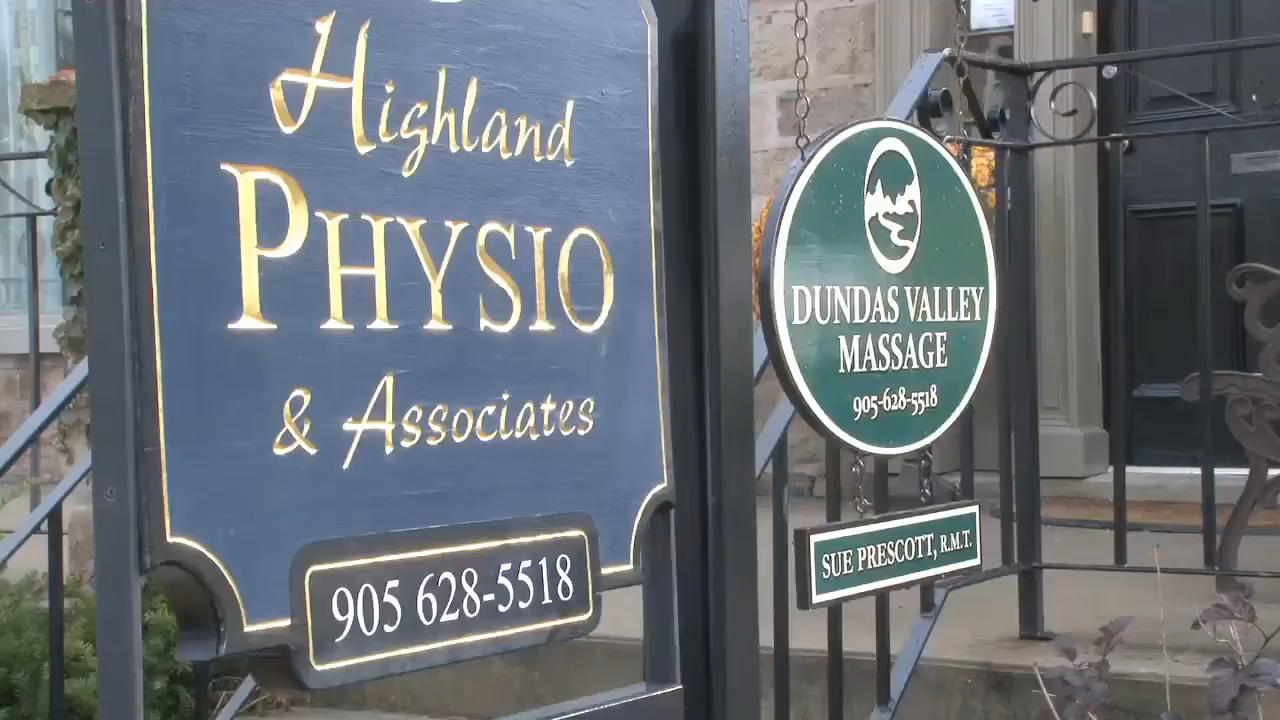 Highland
PHYSIO
& Associates
905 628-5518
DUNDAS VALLEY
MASSAGE
905-628-5518
SUE PRESCOTT, R.M.T.